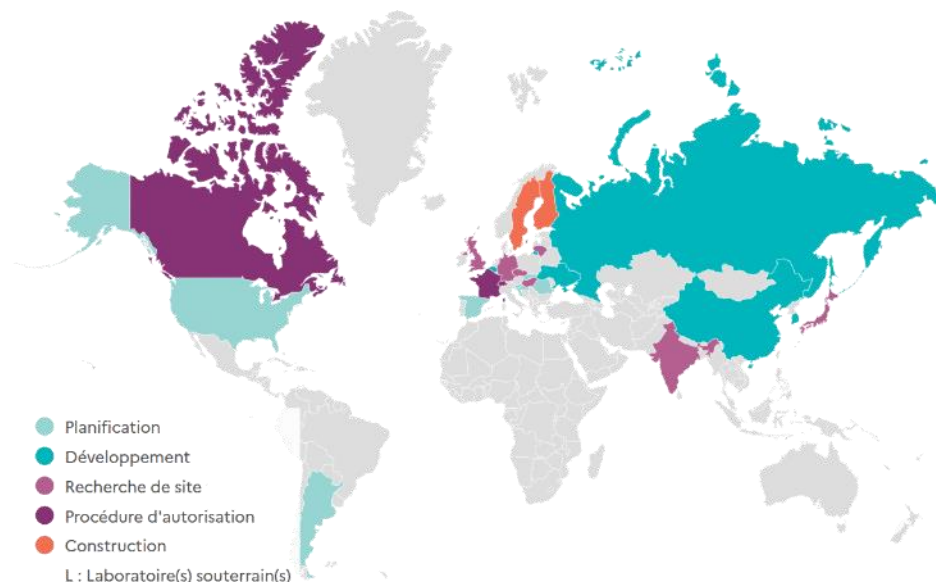 Planification
Développement
Recherche de site
Procédure d'autorisation
Construction
L : Laboratoire(s) souterrain(s)